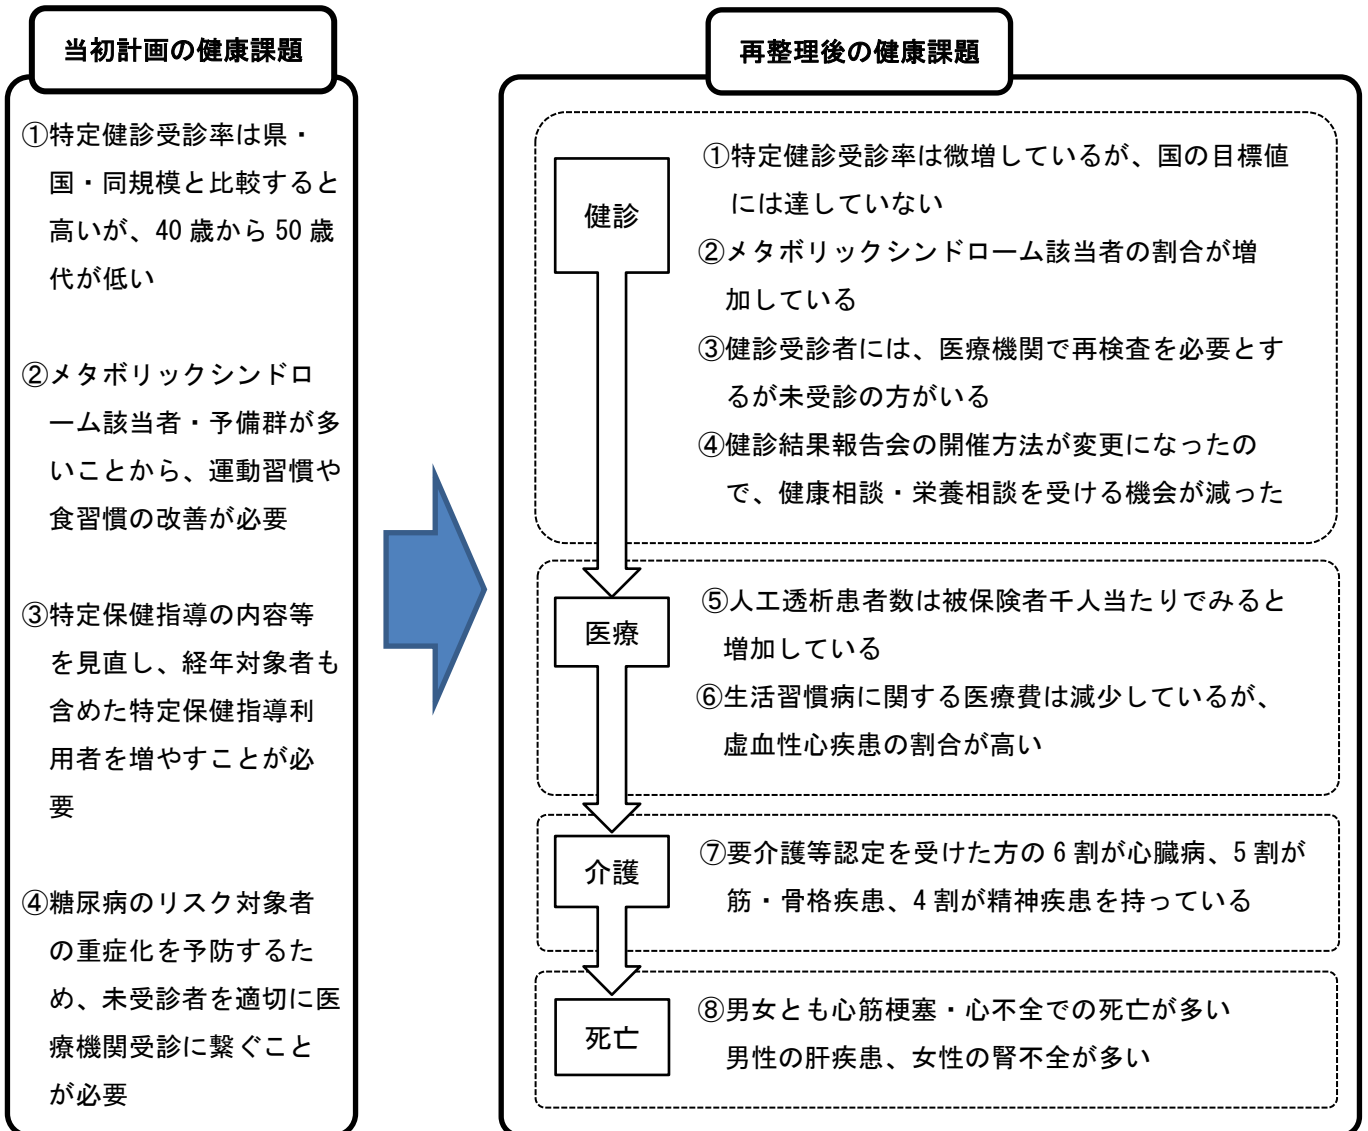 当初計画の健康課題
①特定健診受診率は県・
国・同規模と比較すると
高いが、40歳から50歳
代が低い
②メタボリックシンドロ
ーム該当者・予備群が多
いことから、運動習慣や
食習慣の改善が必要
③特定保健指導の内容等
を見直し、経年対象者も
含めた特定保健指導利
用者を増やすことが必
要
④糖尿病のリスク対象者
の重症化を予防するた
め、未受診者を適切に医
療機関受診に繋ぐこと
が必要
再整理後の健康課題
健診
①特定健診受診率は微増しているが、国の目標値
には達していない
②メタボリックシンドローム該当者の割合が増
加している
③健診受診者には、医療機関で再検査を必要とす
るが未受診の方がいる
④健診結果報告会の開催方法が変更になったの
で、健康相談・栄養相談を受ける機会が減った
医療
⑤人工透析患者数は被保険者千人当たりでみると
増加している
⑥生活習慣病に関する医療費は減少しているが、
虚血性心疾患の割合が高い
介護
⑦要介護等認定を受けた方の6割が心臓病、5割が
筋・骨格疾患、4割が精神疾患を持っている
死亡
⑧男女とも心筋梗塞・心不全での死亡が多い
男性の肝疾患、女性の腎不全が多い